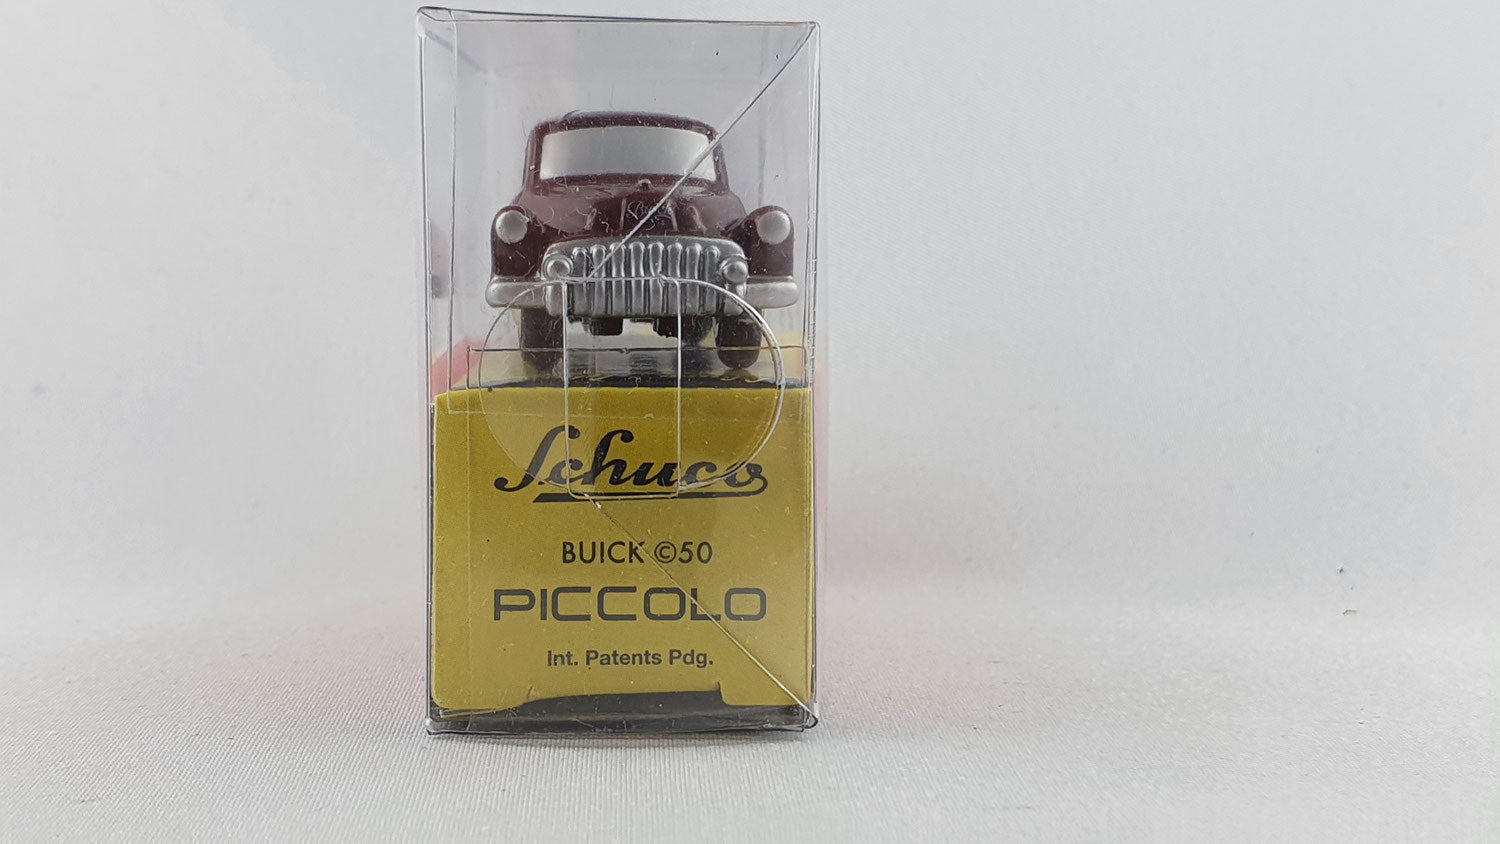 Schuco
BUICK ©50
PICCOLO
Int. Patents Pdg.